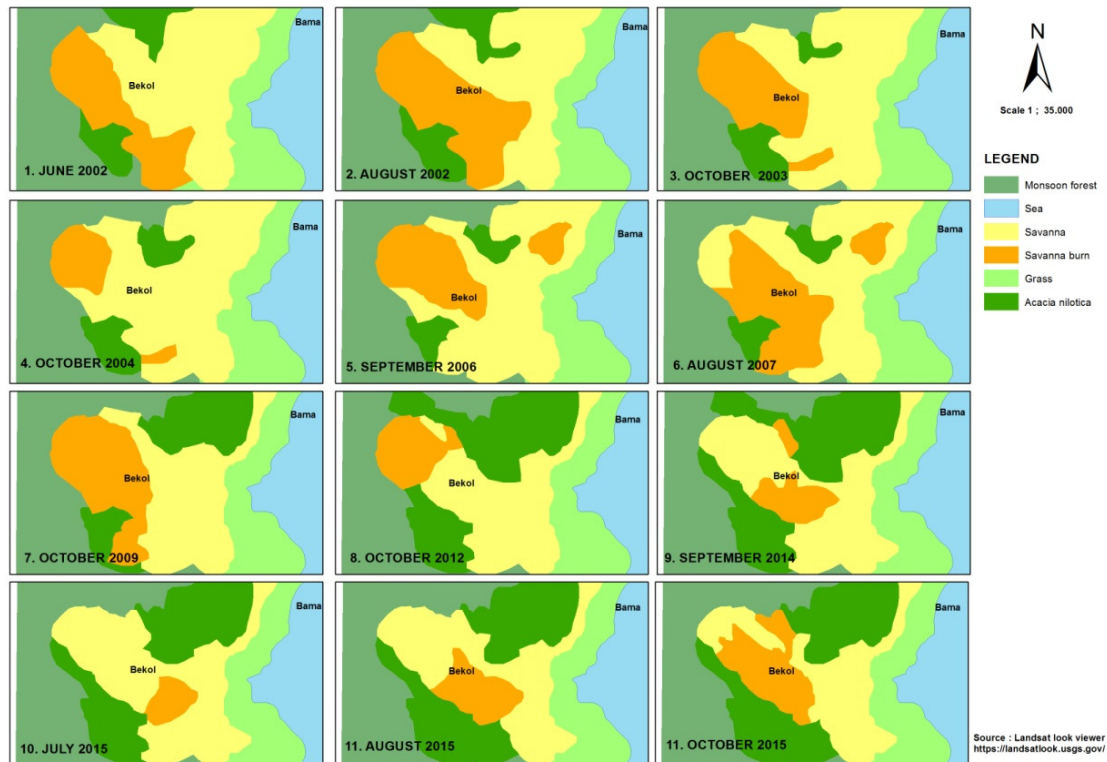 Bama
Bekol
1. JUNE 2002
Bama
Bekol
2. AUGUST 2002
Bama
Bekol
3. OCTOBER 2003
N
Scale 1 ; 35.000
LEGEND
Monsoon forest
Sea
Savanna
Savanna burn
Grass
Acacia nilotica
Bama
Bekol
4. OCTOBER 2004
Bama
Bekol
5. SEPTEMBER 2006
Bama
Bekol
6. AUGUST 2007
Bama
Bekol
7. OCTOBER 2009
Bama
Bekol
8. OCTOBER 2012
Bama
Bekol
9. SEPTEMBER 2014
Bama
Bekol
10. JULY 2015
Bama
Bekol
11. AUGUST 2015
Bama
Bekol
11. OCTOBER 2015
Source : Landsat look viewer
https://landsatlook.usgs.gov/